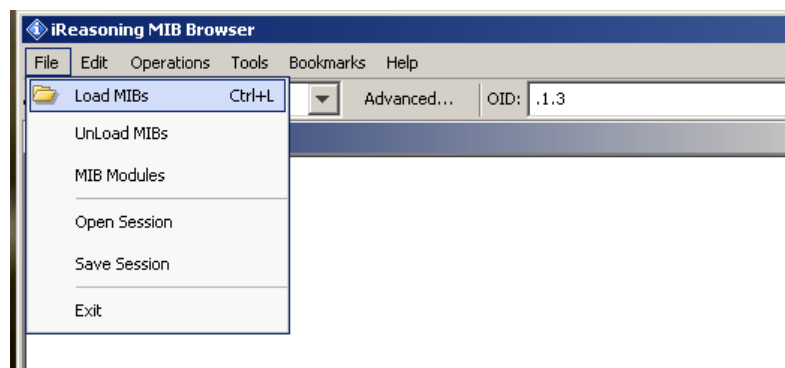 iReasoning MIB Browser
File Edit Operations Tools Bookmarks Help
Load MIBs Ctrl+L Advanced... OID: .1.3
UnLoad MIBs
MIB Modules
Open Session
Save Session
Exit